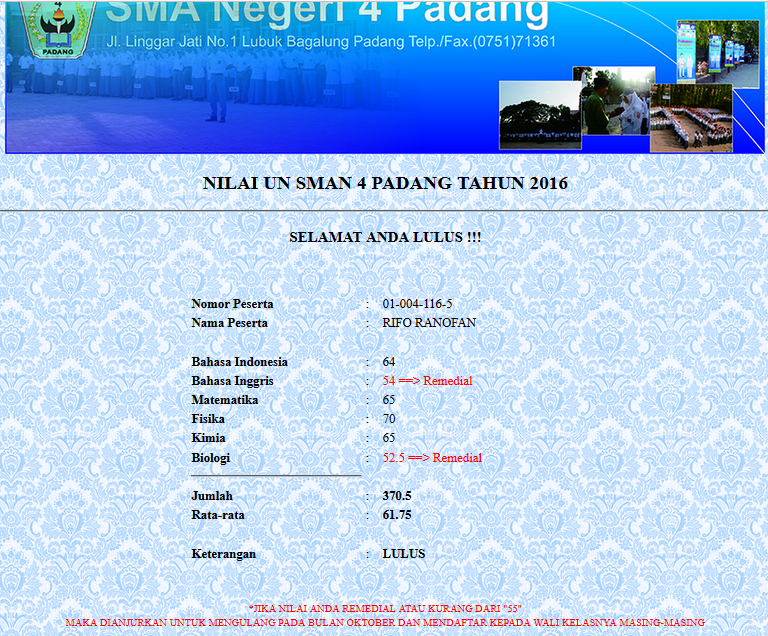 SMA Negeri 4 Padang
Jl. Linggar Jati No.1 Lubuk Bagalung Padang Telp./Fax.(0751)71361
PADANG
NILAI UN SMAN 4 PADANG TAHUN 2016
SELAMAT ANDA LULUS !!!
Nomor Peserta : 01-004-116-5
Nama Peserta : RIFO RANOFAN
Bahasa Indonesia : 64
Bahasa Inggris : 54 ==> Remedial
Matematika : 65
Fisika : 70
Kimia : 65
Biologi : 52.5 ==> Remedial
Jumlah : 370.5
Rata-rata : 61.75
Keterangan : LULUS
*JIKA NILAI ANDA REMEDIAL ATAU KURANG DARI "55"
MAKA DIANJURKAN UNTUK MENGULANG PADA BULAN OKTOBER DAN MENDAFTAR KEPADA WALI KELASNYA MASING-MASING